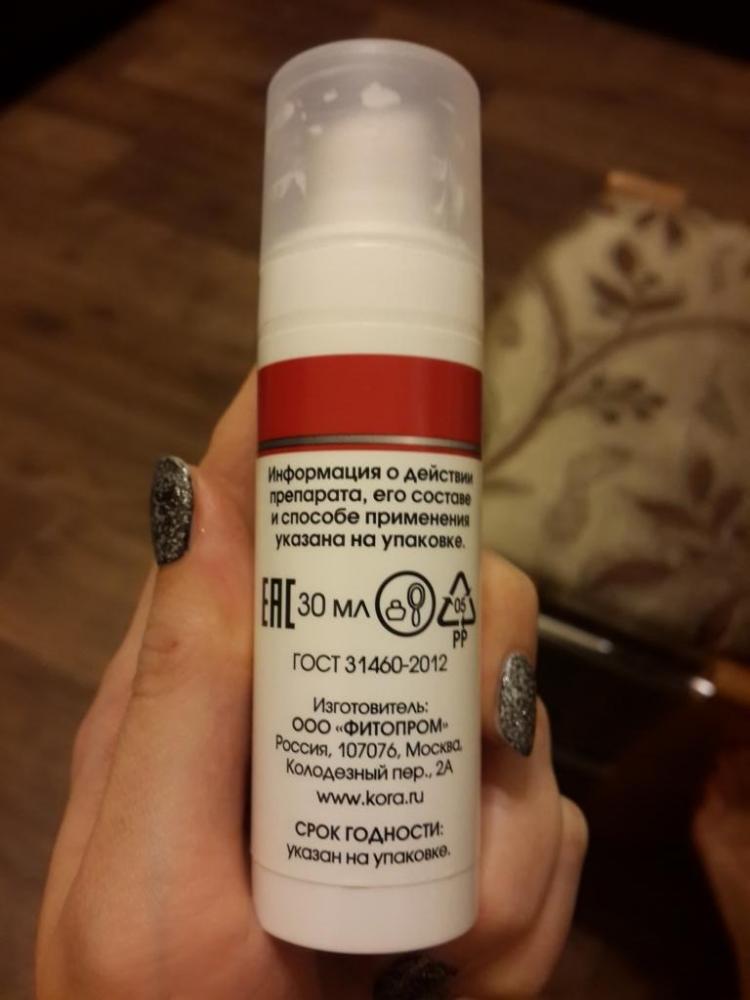 Информация о действии
препарата, его составе
и способе применения
указана на упаковке.
EAC 30 мл 05
PP
ГОСТ 31460-2012
Изготовитель:
ООО «ФИТОПРОМ»
Россия, 107076, Москва,
Колодезный пер., 2А
www.kora.ru
СРОК ГОДНОСТИ:
указан на упаковке.